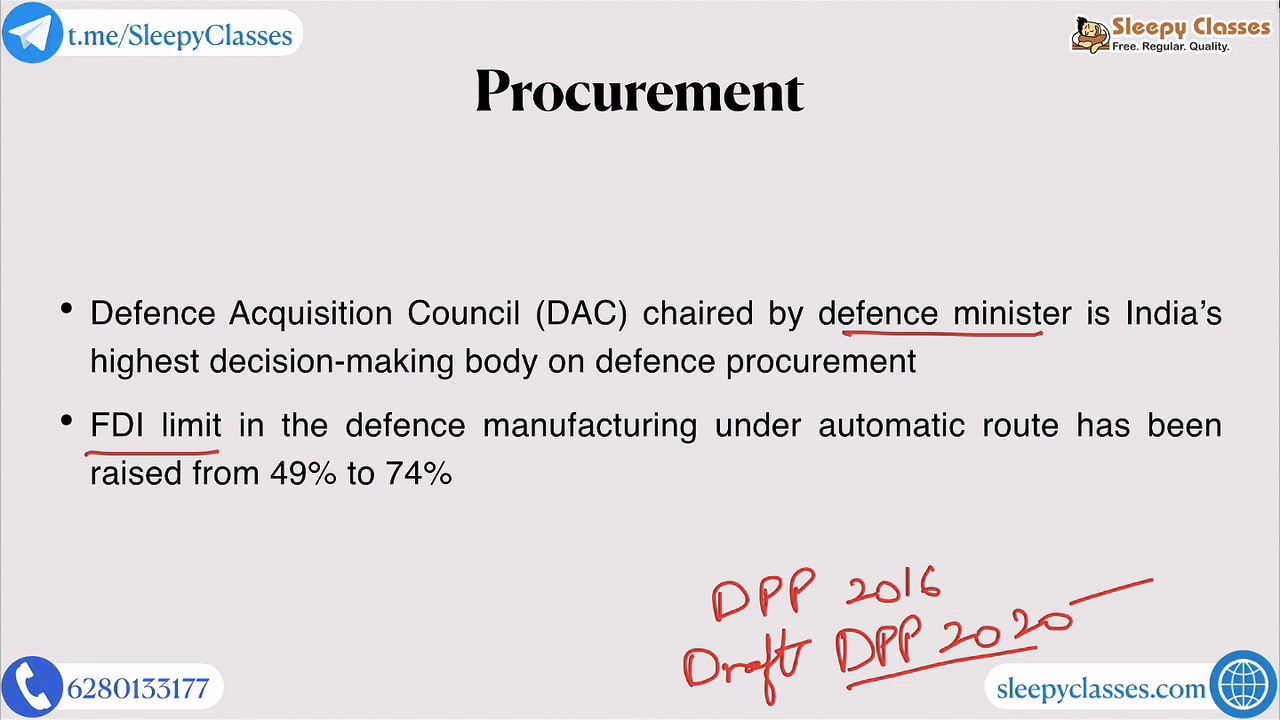 t.me/SleepyClasses
Sleepy Classes
Free. Regular. Quality.
Procurement
• Defence Acquisition Council (DAC) chaired by defence minister is India’s
highest decision-making body on defence procurement
• FDI limit in the defence manufacturing under automatic route has been
raised from 49% to 74%
DPP 2016
Draft DPP 2020
6280133177
sleepyclasses.com